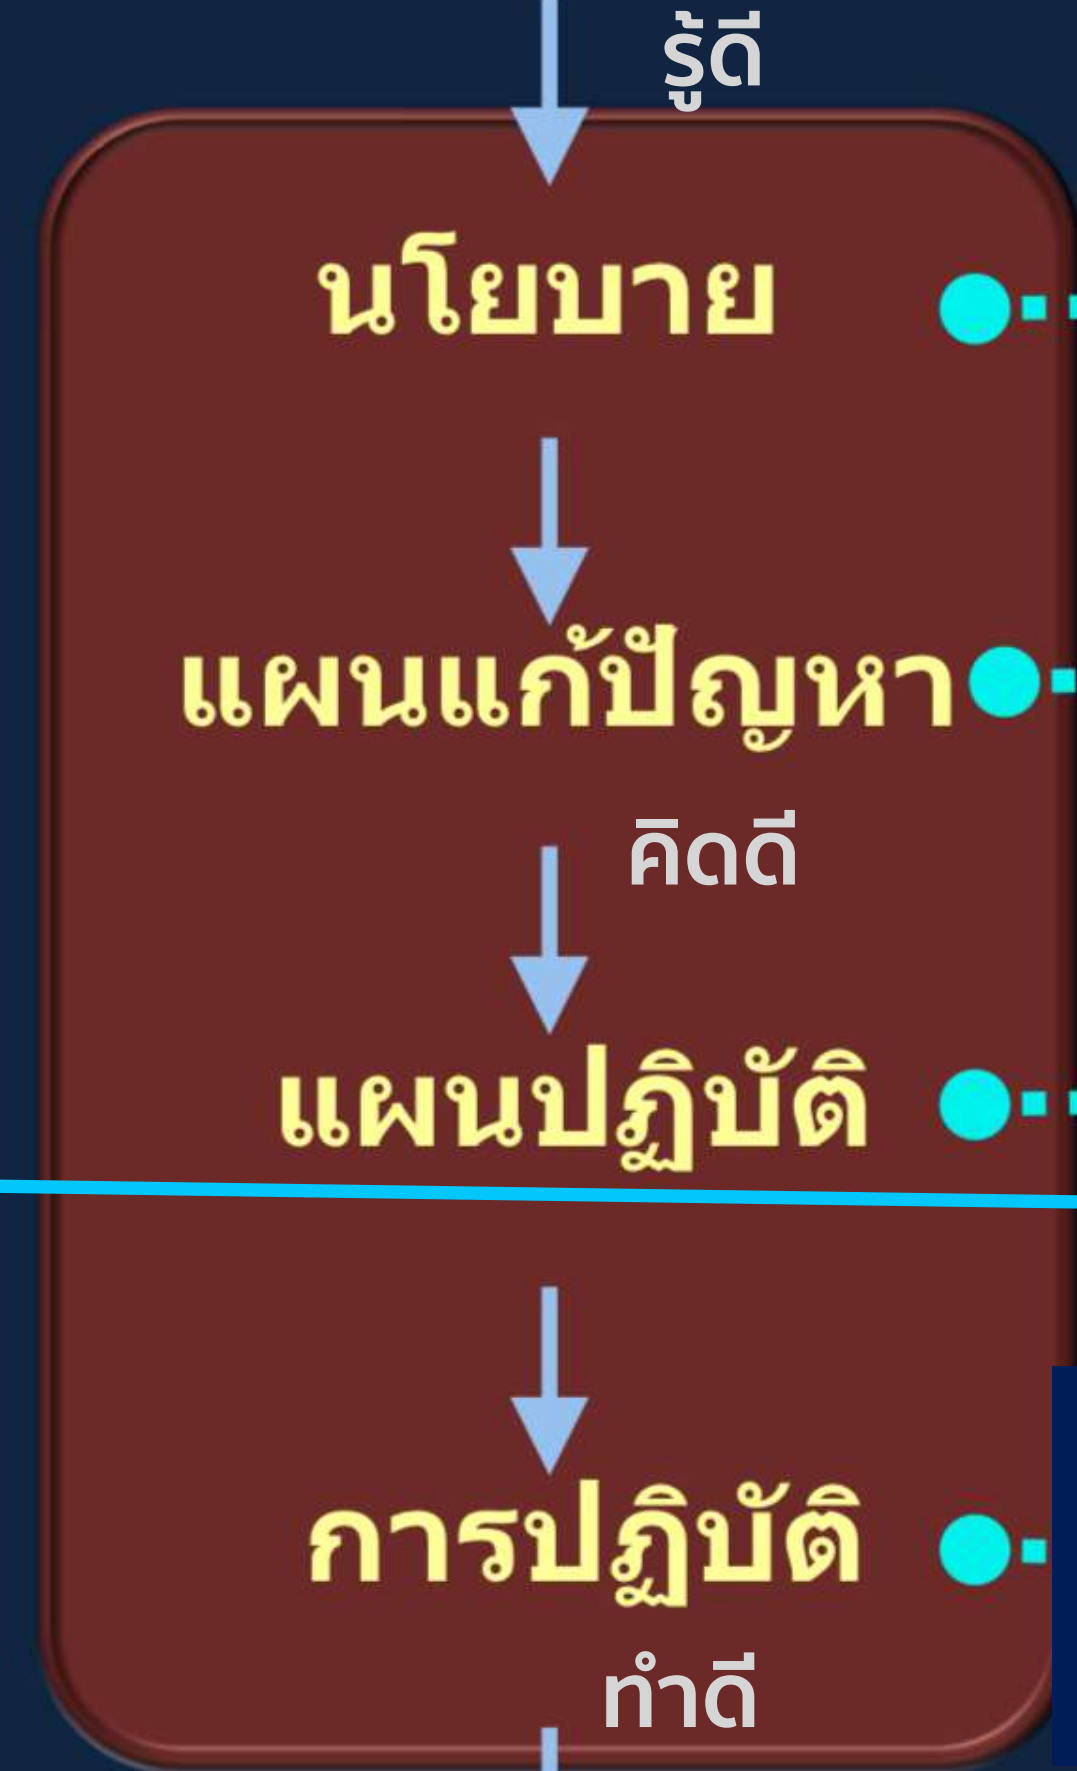 รู้ดี
นโยบาย
แผนแก้ปัญหา
คิดดี
แผนปฏิบัติ
การปฏิบัติ
ทำดี